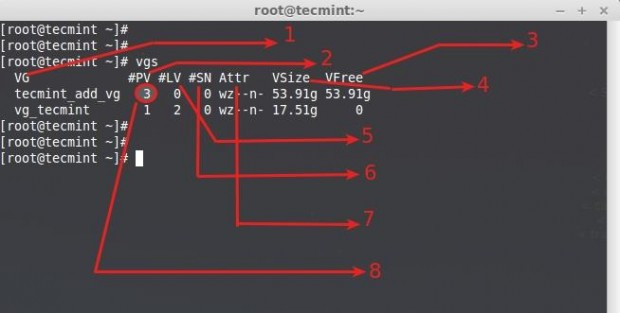 root@tecmint:~
[root@tecmint ~]# 1
[root@tecmint ~]# 2 3
[root@tecmint ~]# vgs
VG #PV #LV #SN Attr VSize VFree
tecmint_add_vg 3 0 0 wz--n- 53.91g 53.91g 4
vg_tecmint 1 2 0 wz--n- 17.51g 0
[root@tecmint ~]# 5
[root@tecmint ~]#
[root@tecmint ~]#
6
7
8